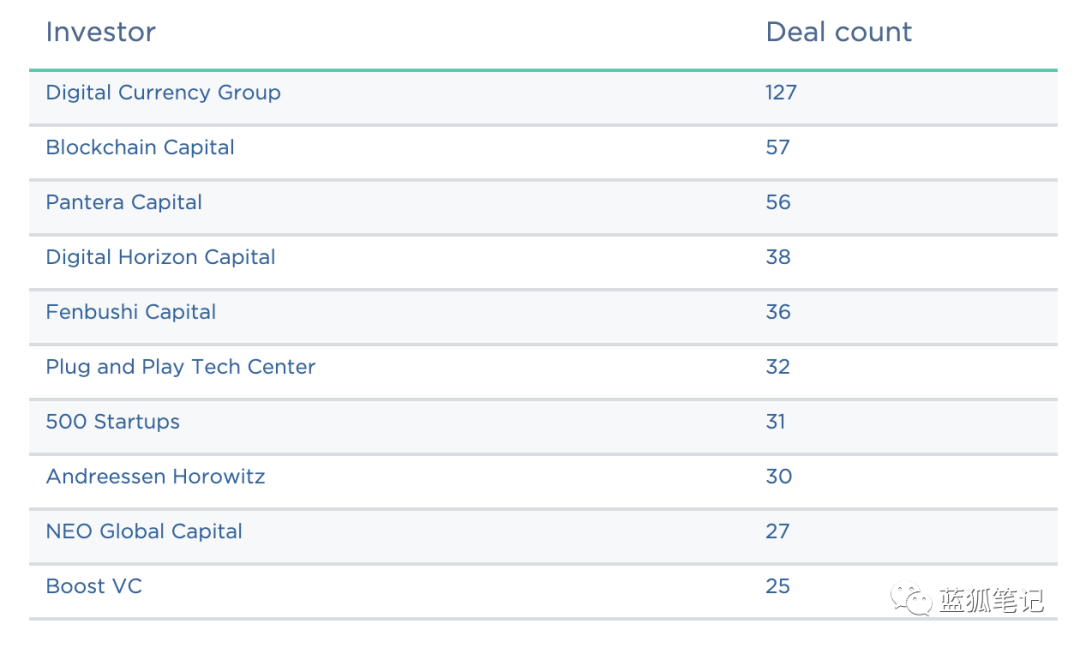 Investor Deal count
Digital Currency Group 127
Blockchain Capital 57
Pantera Capital 56
Digital Horizon Capital 38
Fenbushi Capital 36
Plug and Play Tech Center 32
500 Startups 31
Andreessen Horowitz 30
NEO Global Capital 27
Boost VC 25
蓝狐笔记